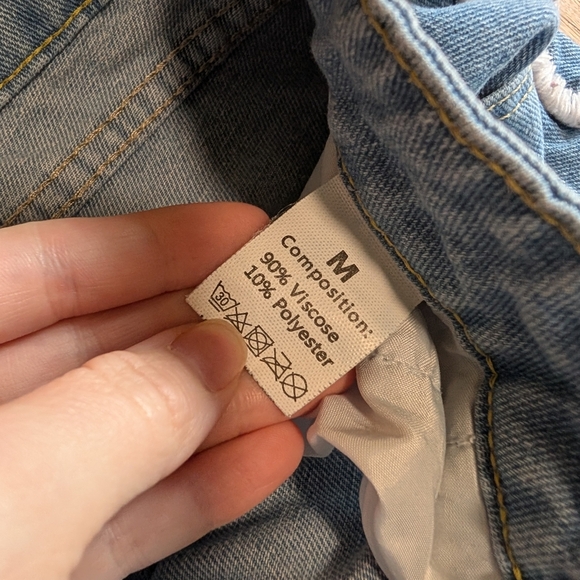 M
Composition:
90% Viscose
10% Polyester
30